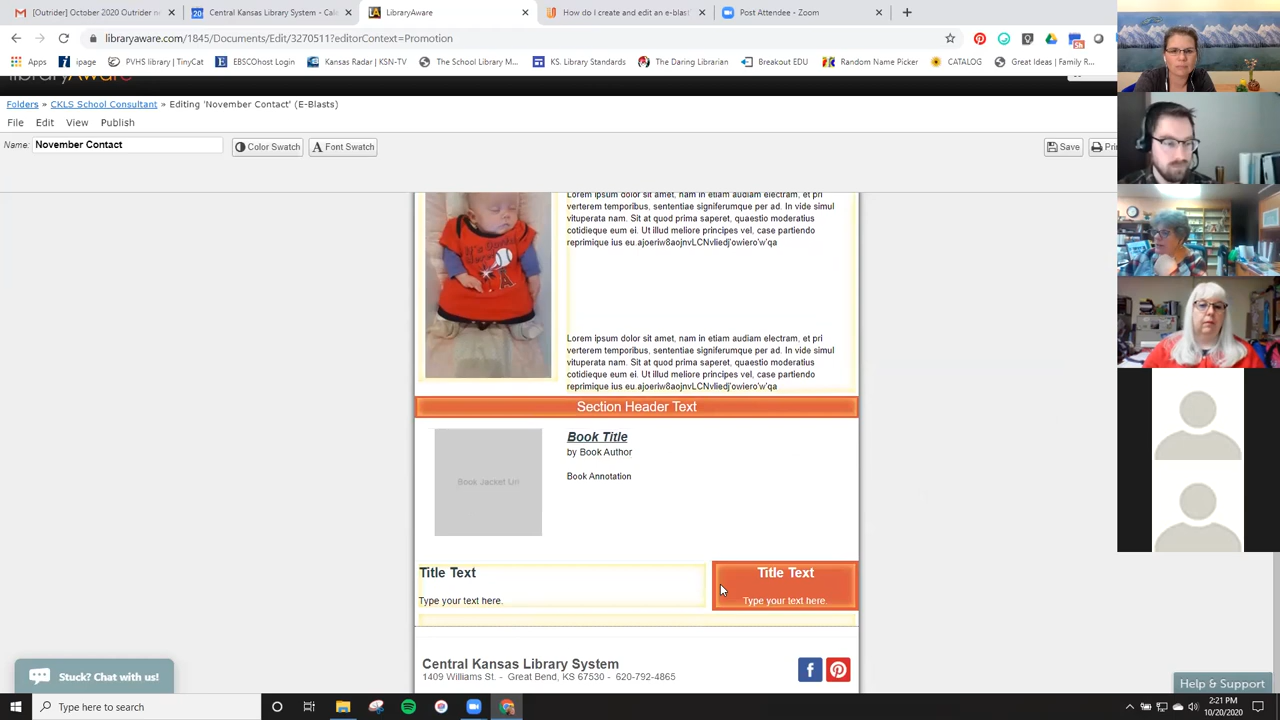 [Outrider] October 2020 Outrider n
Central Kansas Library System - Cal
LibraryAware
How do I create and edit an e-blas
Post Attendee - Zoom
libraryaware.com/1845/Documents/Edit/3270511?editorContext=Promotion
Apps
ipage
PVHS library | TinyCat
EBSCOhost Login
Kansas Radar | KSN-TV
The School Library M...
KS. Library Standards
The Daring Librarian
Breakout EDU
Random Name Picker
CATALOG
Great Ideas | Family R...
Folders » CKLS School Consultant » Editing 'November Contact' (E-Blasts)
File Edit View Publish
Name: November Contact
Color Swatch
Font Swatch
Save
Pri
Lorem ipsum dolor sit amet, nam in etiam audiam electram, et pri
verterem temporibus, sententiae signiferumque per ad. In vide simul
vituperata nam. Sit at quod prima saperet, quaestio moderatius
cotidieque eum ei. Ut illud meliore principes vel, case partiendo
reprimique ius eu.ajoeriw8aojnvLCNvliedj'owiero'w'qa
Lorem ipsum dolor sit amet, nam in etiam audiam electram, et pri
verterem temporibus, sententiae signiferumque per ad. In vide simul
vituperata nam. Sit at quod prima saperet, quaestio moderatius
cotidieque eum ei. Ut illud meliore principes vel, case partiendo
reprimique ius eu.ajoeriw8aojnvLCNvliedj'owiero'w'qa
Section Header Text
Book Jacket Url
Book Title
by Book Author
Book Annotation
Title Text
Type your text here.
Title Text
Type your text here.
Central Kansas Library System
1409 Williams St. - Great Bend, KS 67530 - 620-792-4865
Stuck? Chat with us!
Help & Support
Type here to search
2:21 PM
10/20/2020